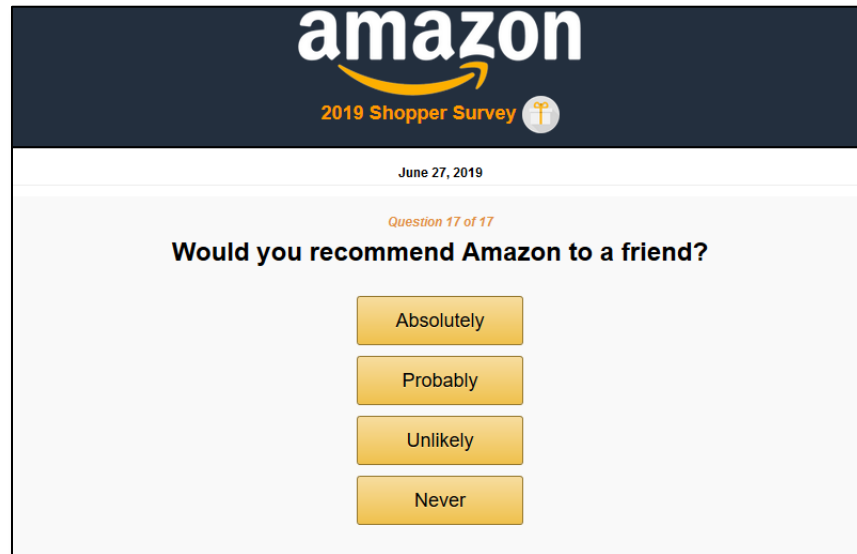 amazon
2019 Shopper Survey
June 27, 2019
Question 17 of 17
Would you recommend Amazon to a friend?
Absolutely
Probably
Unlikely
Never